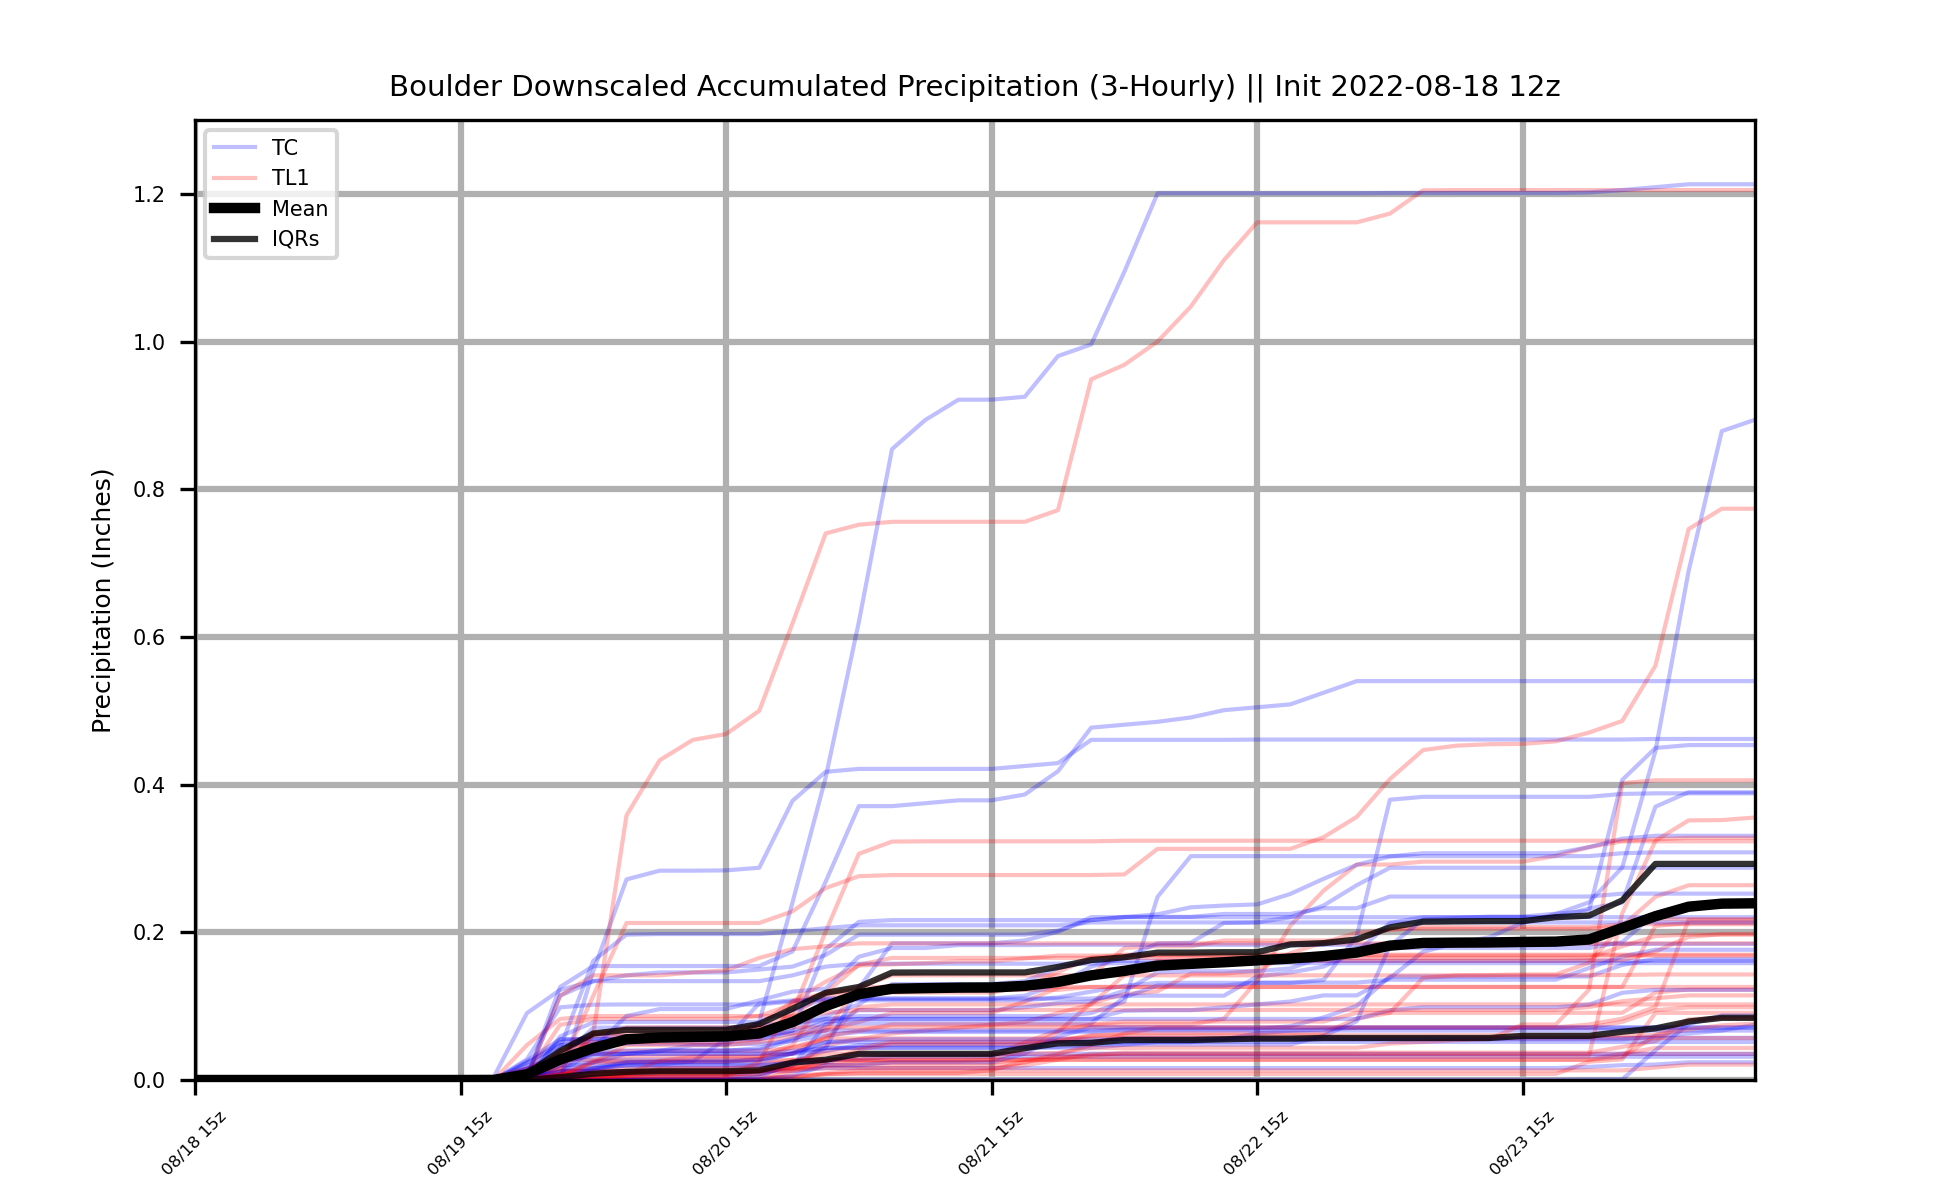 Boulder Downscaled Accumulated Precipitation (3-Hourly) || Init 2022-08-18 12z
TC
TL1
Mean
IQRs
Precipitation (Inches)
1.2
1.0
0.8
0.6
0.4
0.2
0.0
08/18 15z
08/19 15z
08/20 15z
08/21 15z
08/22 15z
08/23 15z